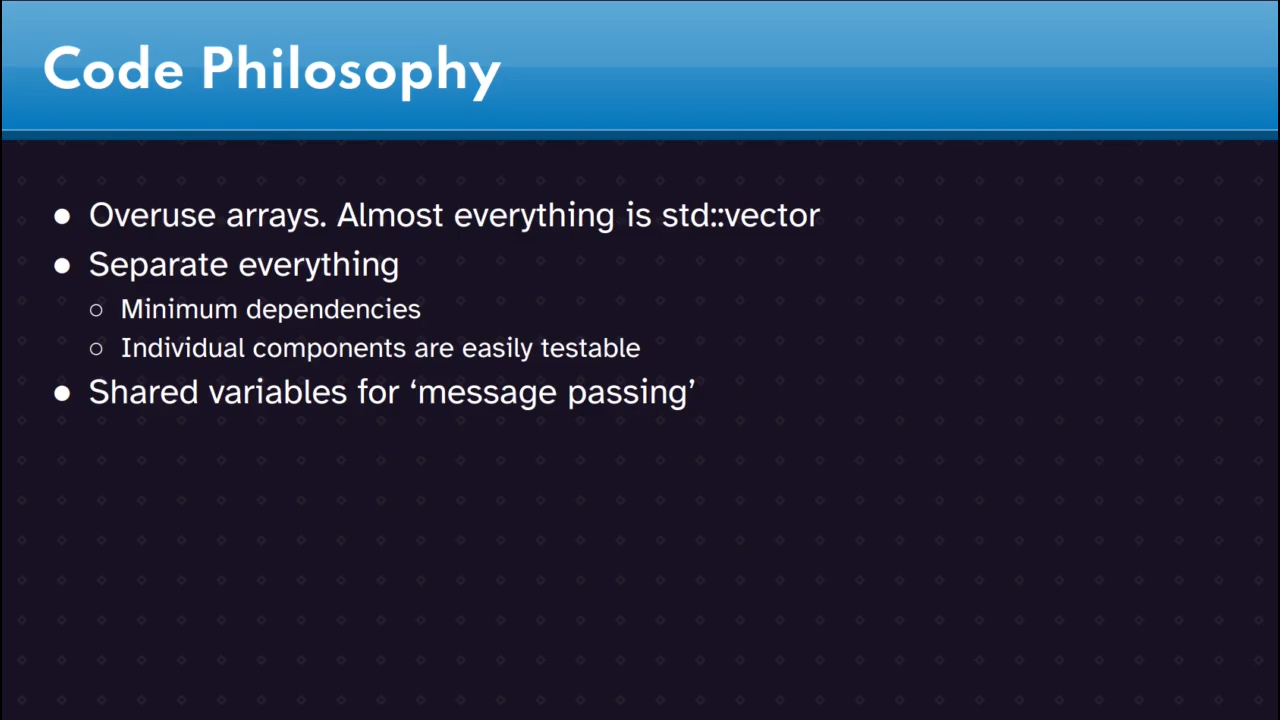 Code Philosophy
● Overuse arrays. Almost everything is std::vector
● Separate everything
○ Minimum dependencies
○ Individual components are easily testable
● Shared variables for ‘message passing’